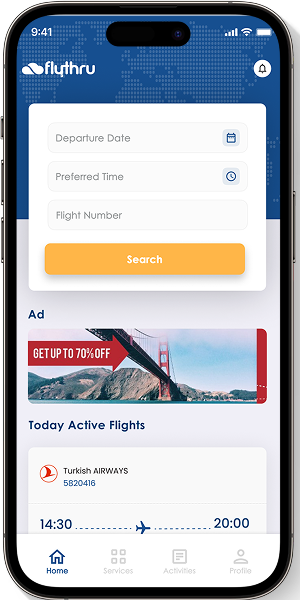 9:41
flythru
Departure Date
Preferred Time
Flight Number
Search
Ad
GET UP TO 70% OFF
Today Active Flights
Turkish AIRWAYS
5B20416
14:30
20:00
Home
Services
Activities
Profile